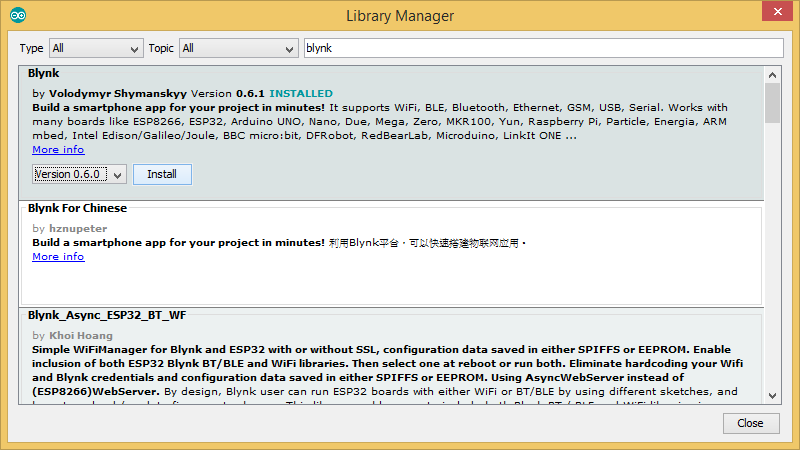 Library Manager
Type All Topic All blynk
Blynk
by Volodymyr Shymanskyy Version 0.6.1 INSTALLED
Build a smartphone app for your project in minutes! It supports WiFi, BLE, Bluetooth, Ethernet, GSM, USB, Serial. Works with
many boards like ESP8266, ESP32, Arduino UNO, Nano, Due, Mega, Zero, MKR100, Yun, Raspberry Pi, Particle, Energia, ARM
mbed, Intel Edison/Galileo/Joule, BBC micro:bit, DFRobot, RedBearLab, Microduino, LinkIt ONE ...
More info
Version 0.6.0 Install
Blynk For Chinese
by hznupeter
Build a smartphone app for your project in minutes! 利用Blynk平台,可以快速搭建物联网应用。
More info
Blynk_Async_ESP32_BT_WF
by Khoi Hoang
Simple WiFiManager for Blynk and ESP32 with or without SSL, configuration data saved in either SPIFFS or EEPROM. Enable
inclusion of both ESP32 Blynk BT/BLE and WiFi libraries. Then select one at reboot or run both. Eliminate hardcoding your Wifi
and Blynk credentials and configuration data saved in either SPIFFS or EEPROM. Using AsyncWebServer instead of
(ESP8266)WebServer. By design, Blynk user can run ESP32 boards with either WiFi or BT/BLE by using different sketches, and
Close